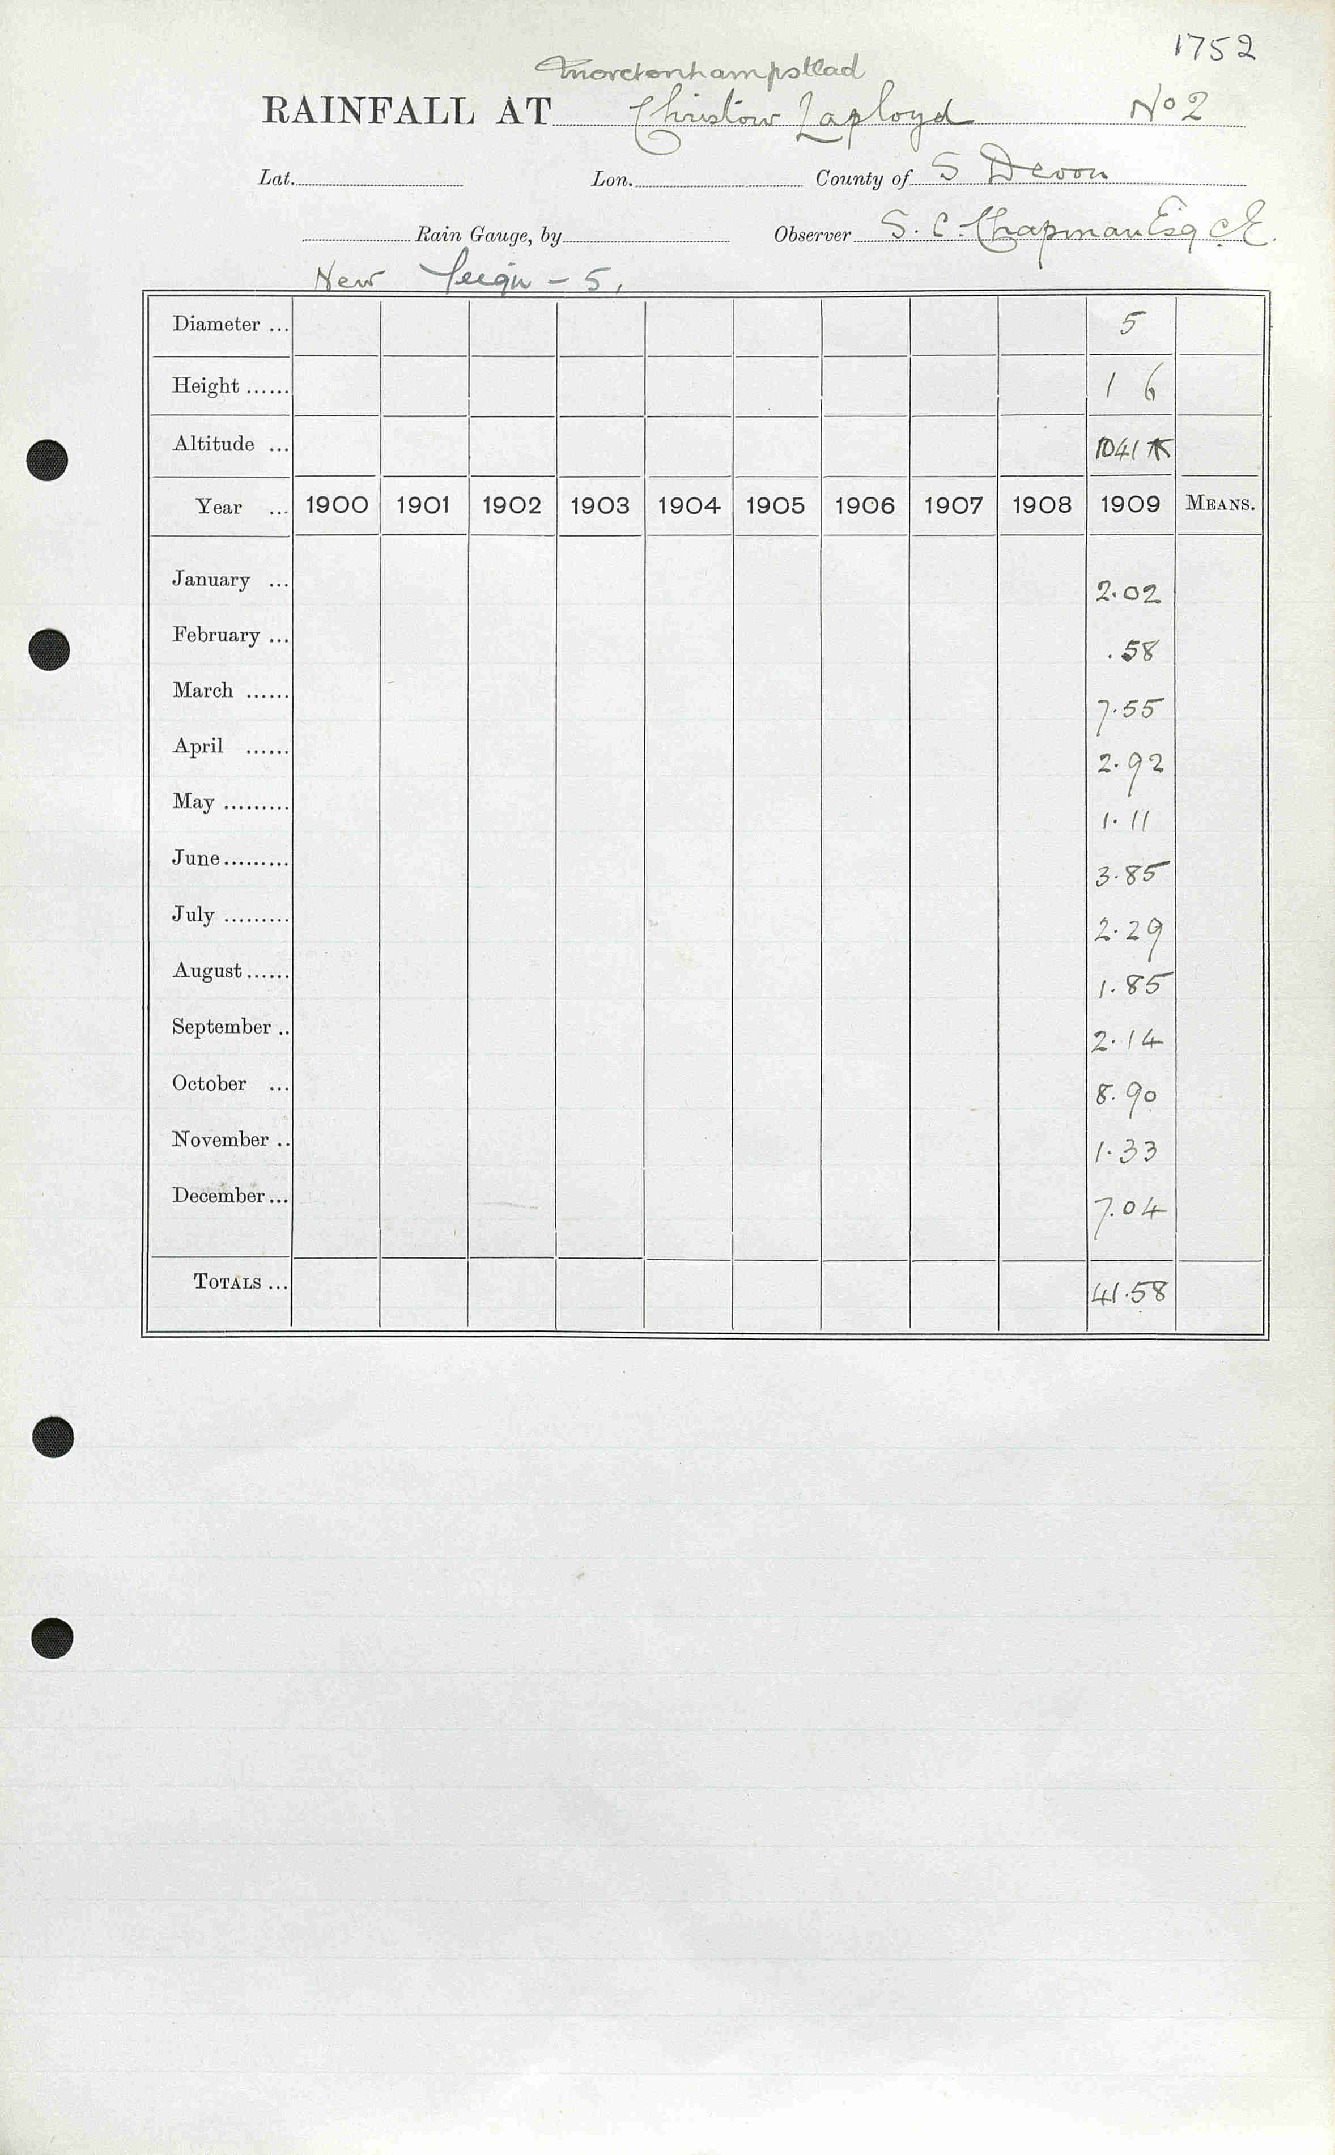 1752
Moretonhampstead
RAINFALL AT Christow Laployd No 2
Lat. Lon. County of S Devon
Rain Gauge, by Observer S. C. Chapman Esq C.E.
New Teign - 5.
Diameter ... 5
Height ...... 1 6
Altitude ... 1041
Year ... 1900 1901 1902 1903 1904 1905 1906 1907 1908 1909 MEANS.
January ... 2.02
February ... .58
March ...... 7.55
April ...... 2.92
May ......... 1.11
June ......... 3.85
July ......... 2.29
August ...... 1.85
September .. 2.14
October ... 8.90
November .. 1.33
December ... 7.04
TOTALS ... 41.58